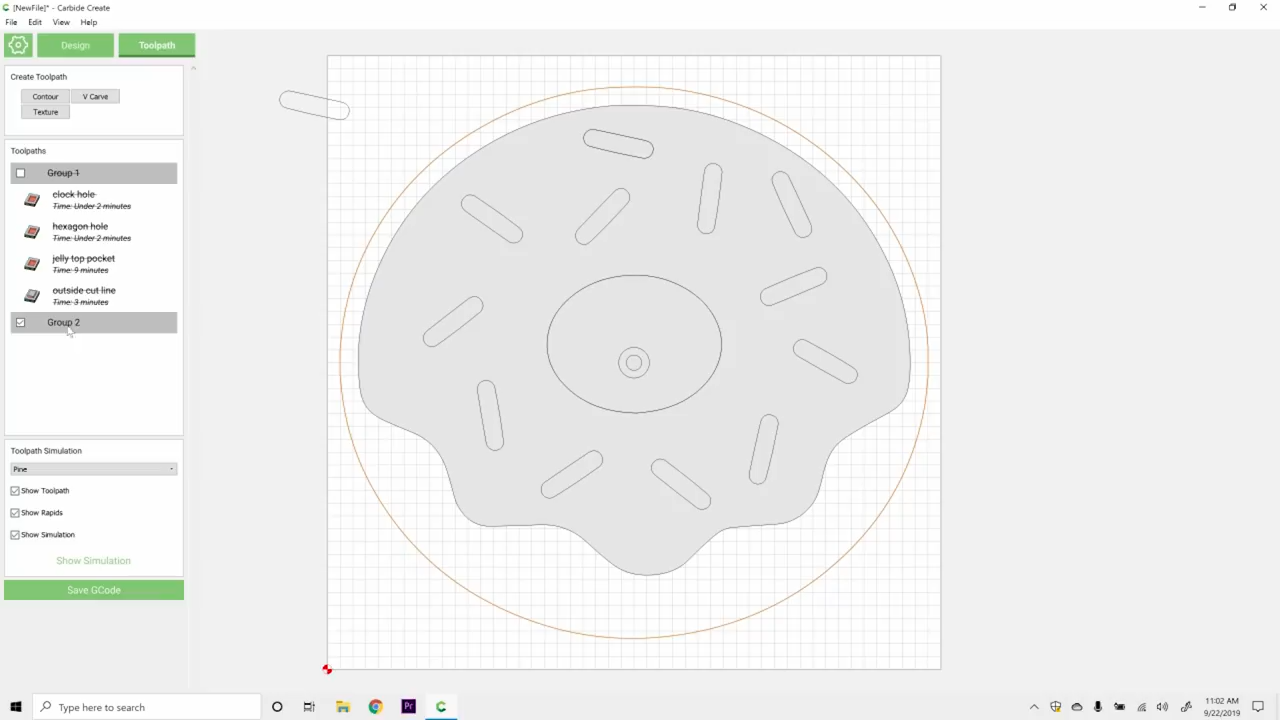 [NewFile]* - Carbide Create
File Edit View Help
Design Toolpath
Create Toolpath
Contour V Carve
Texture
Toolpaths
Group 1
clock hole
Time: Under 2 minutes
hexagon hole
Time: Under 2 minutes
jelly top pocket
Time: 9 minutes
outside cut line
Time: 3 minutes
Group 2
Toolpath Simulation
Pine
Show Toolpath
Show Rapids
Show Simulation
Show Simulation
Save GCode
Type here to search
Pr
11:02 AM
9/22/2019